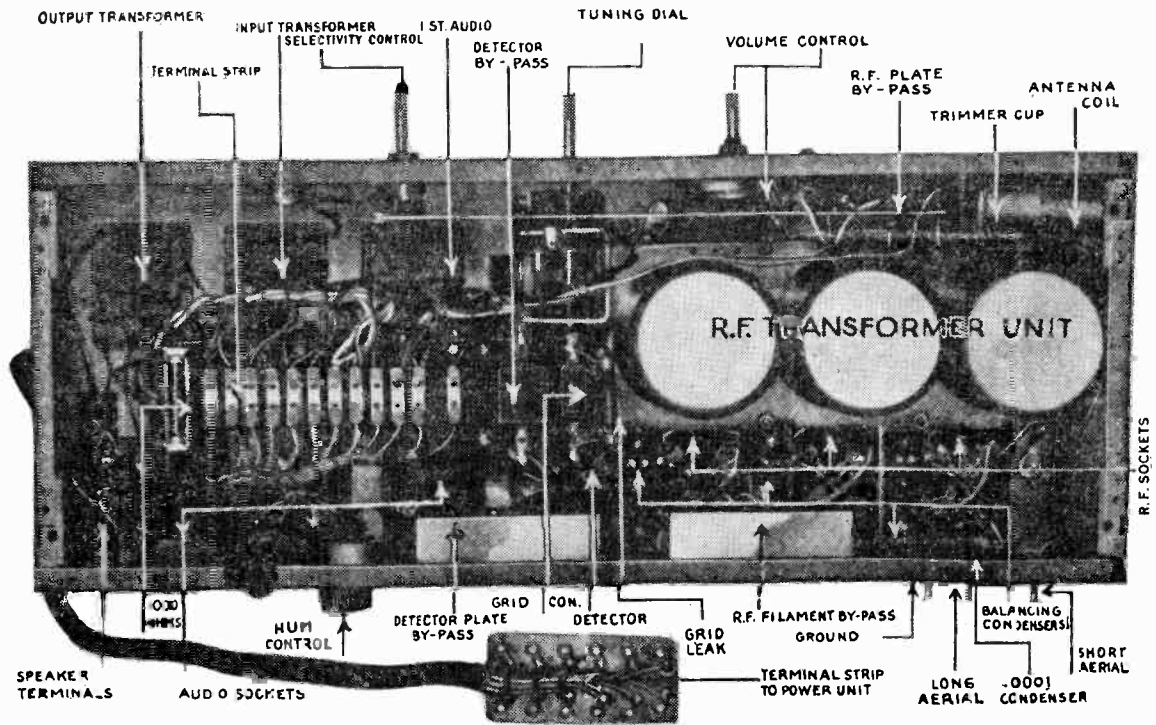 OUTPUT TRANSFORMER
INPUT TRANSFORMER
SELECTIVITY CONTROL
1 ST. AUDIO
DETECTOR
BY-PASS
TUNING DIAL
VOLUME CONTROL
R.F. PLATE
BY-PASS
ANTENNA
COIL
TERMINAL STRIP
TRIMMER CUP
R.F. TRANSFORMER UNIT
R.F. SOCKETS
OHMS
HUM
CONTROL
DETECTOR PLATE
BY-PASS
GRID CON.
DETECTOR
GRID
LEAK
R.F. FILAMENT BY-PASS
GROUND
BALANCING
CONDENSERS
SHORT
AERIAL
SPEAKER
TERMINALS
AUDIO SOCKETS
TERMINAL STRIP
TO POWER UNIT
LONG
AERIAL
.0001
CONDENSER